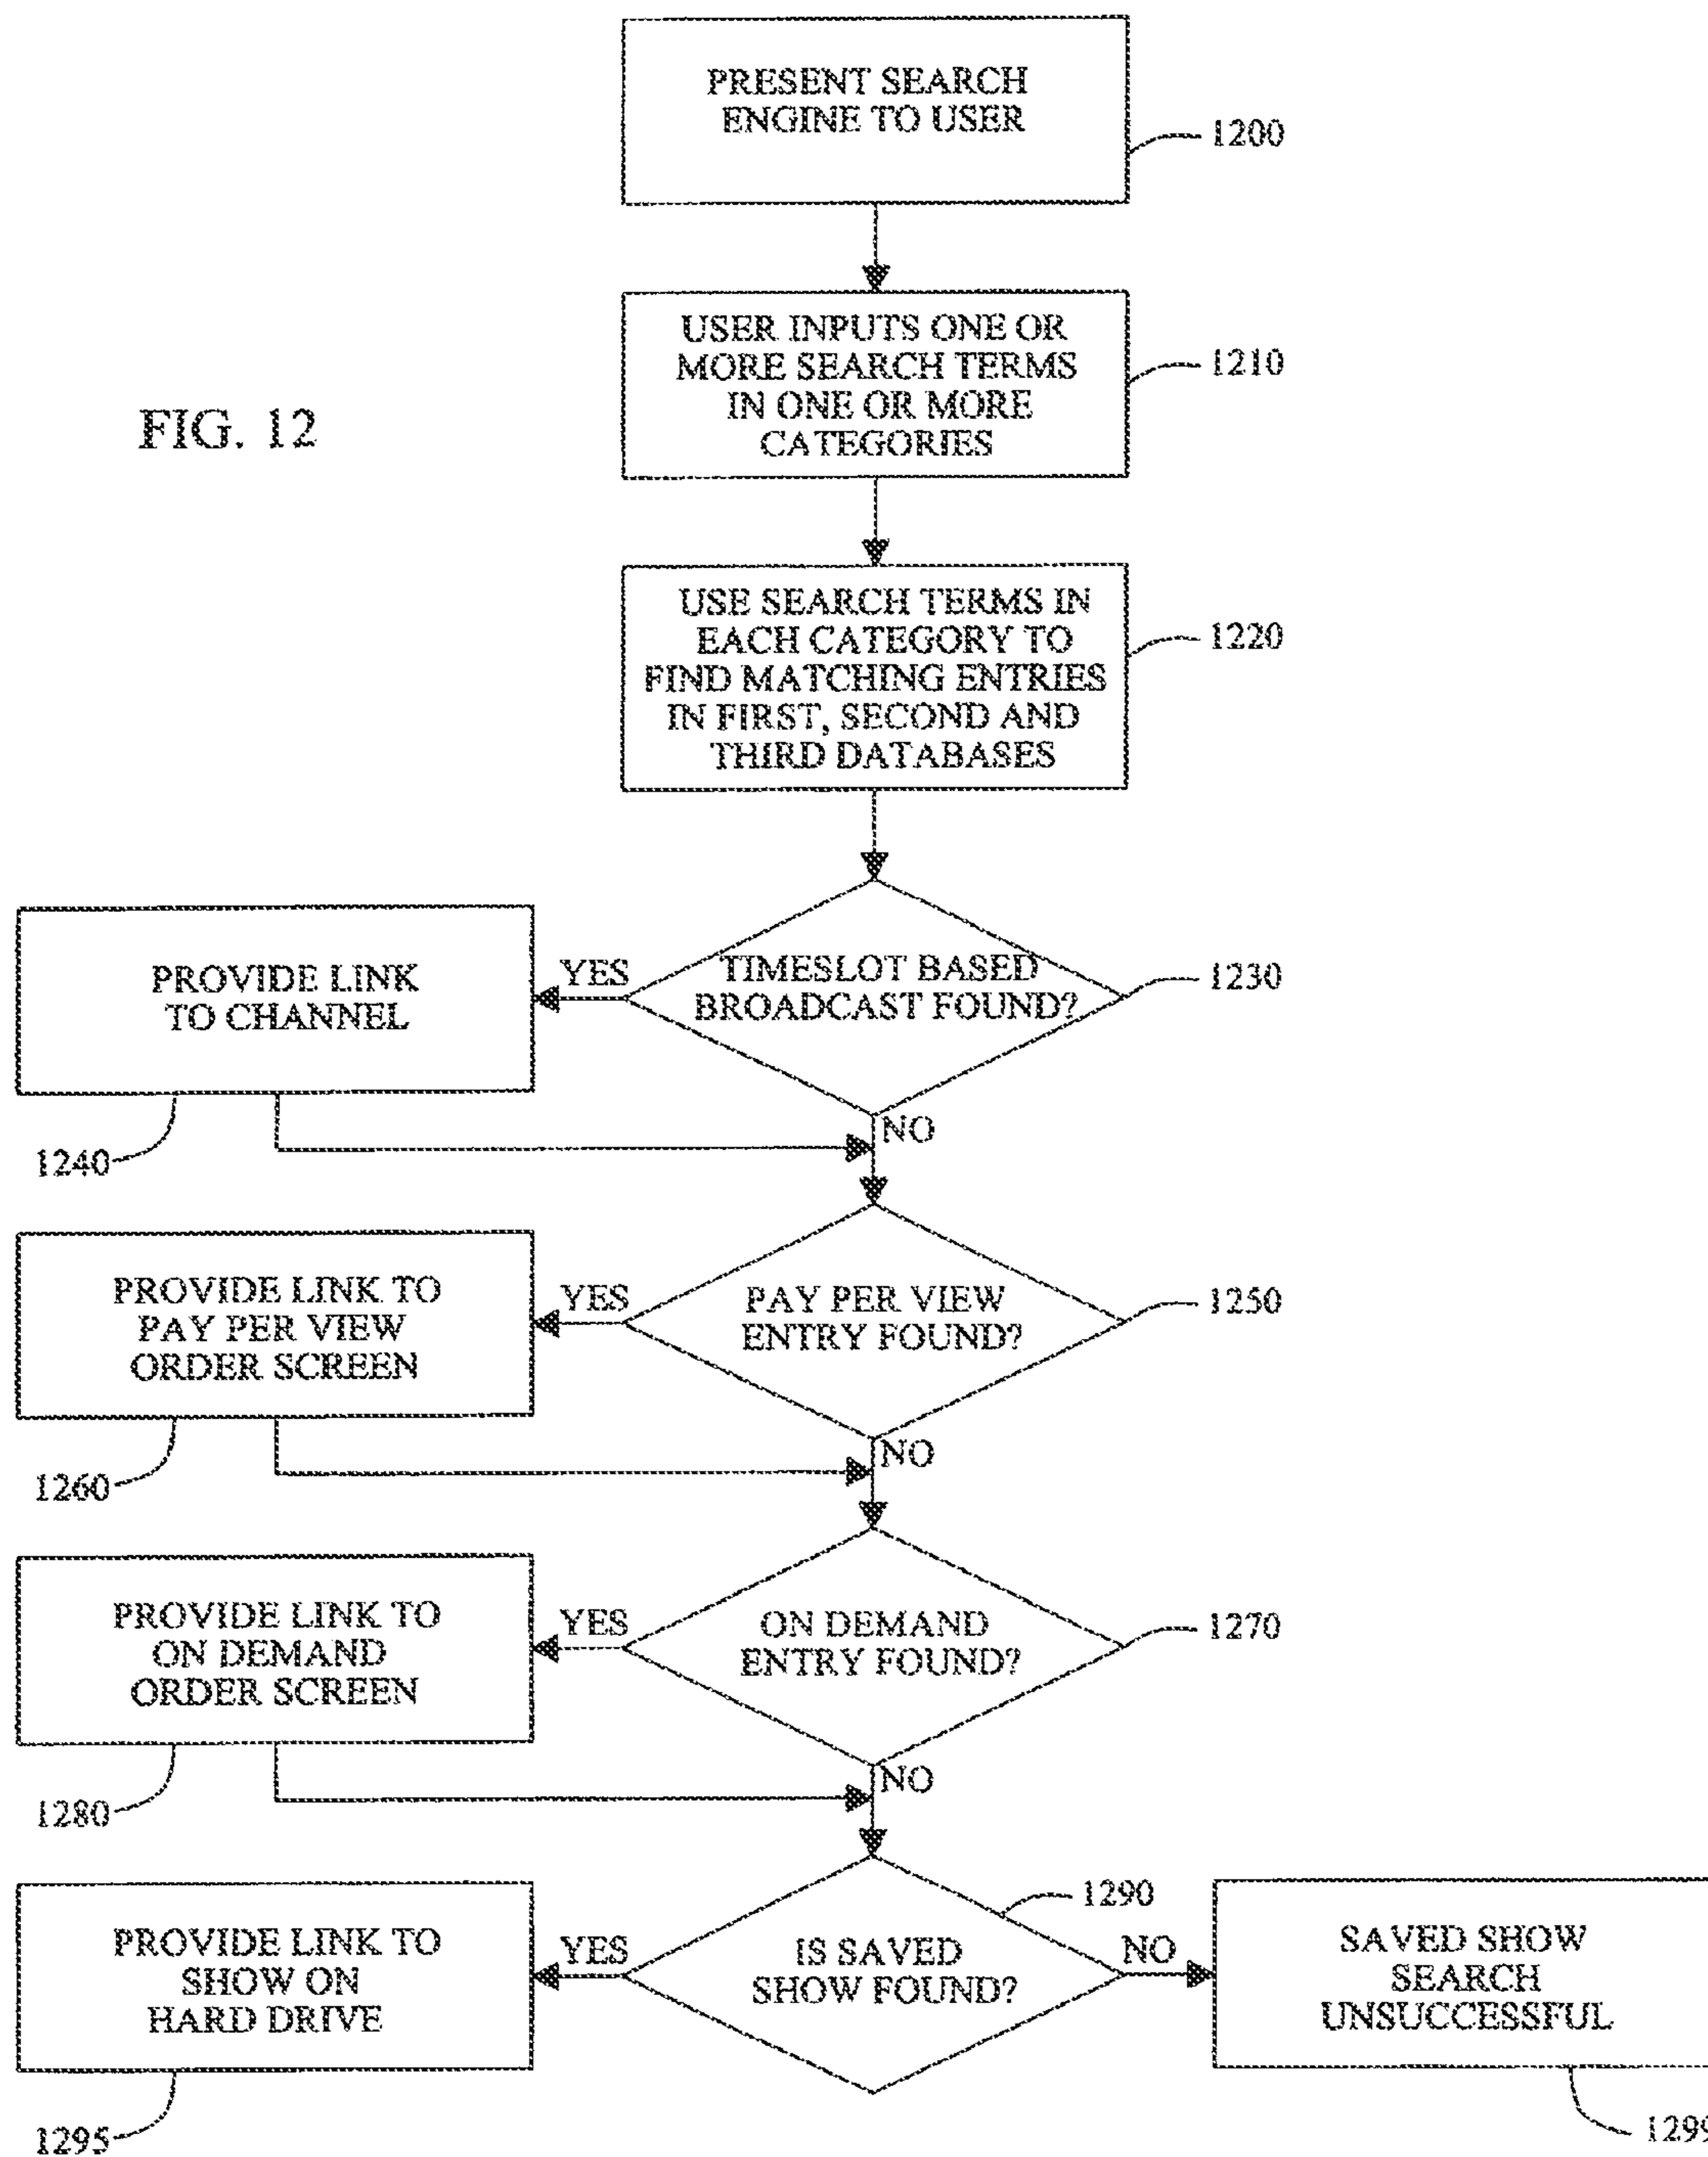 PRESENT SEARCH
ENGINE TO USER
1200
USER INPUTS ONE OR
MORE SEARCH TERMS
IN ONE OR MORE
CATEGORIES
1210
FIG. 12
USE SEARCH TERMS IN
EACH CATEGORY TO
FIND MATCHING ENTRIES
IN FIRST, SECOND AND
THIRD DATABASES
1220
PROVIDE LINK
TO CHANNEL
YES
TIMESLOT BASED
BROADCAST FOUND?
1230
NO
1240
PROVIDE LINK TO
PAY PER VIEW
ORDER SCREEN
YES
PAY PER VIEW
ENTRY FOUND?
1250
NO
1260
PROVIDE LINK TO
ON DEMAND
ORDER SCREEN
YES
ON DEMAND
ENTRY FOUND?
1270
NO
1280
PROVIDE LINK TO
SHOW ON
HARD DRIVE
YES
IS SAVED
SHOW FOUND?
1290
NO
SAVED SHOW
SEARCH
UNSUCCESSFUL
1295
1299